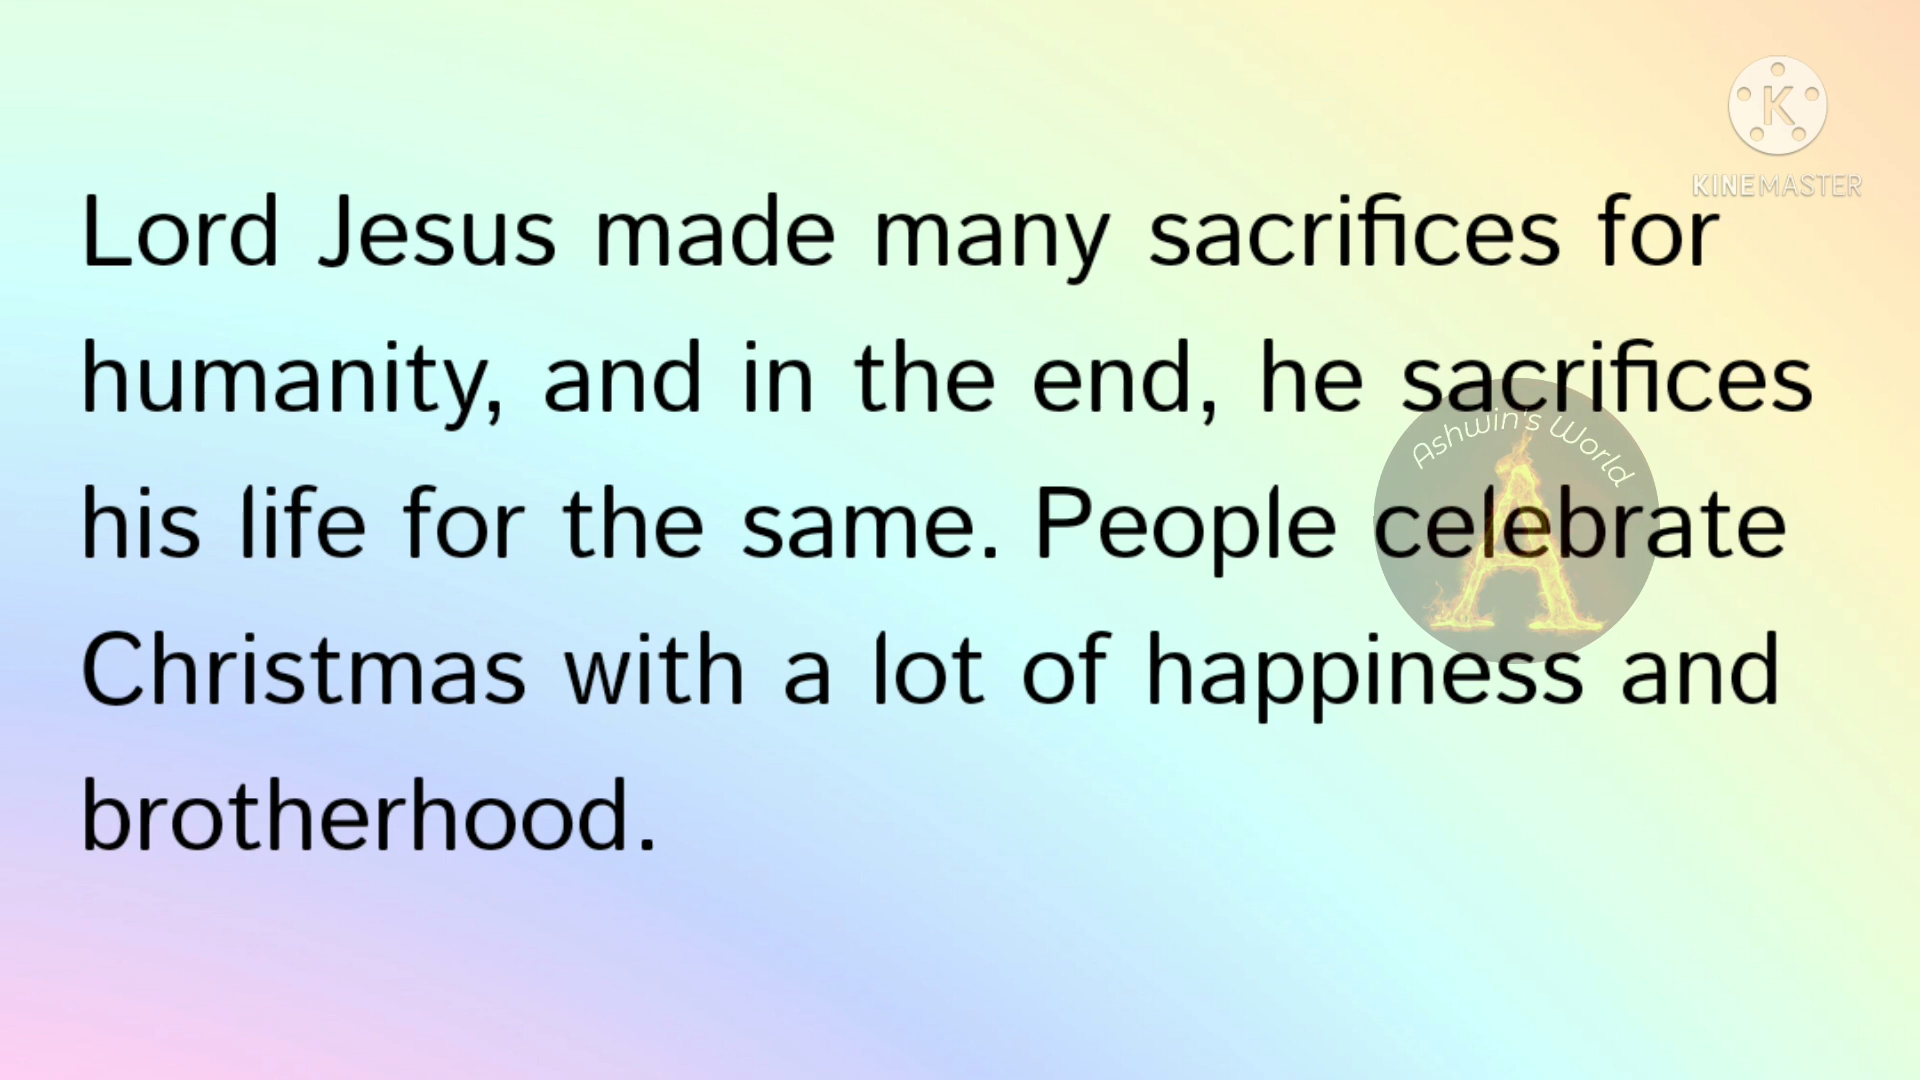 KINEMASTER
Lord Jesus made many sacrifices for
humanity, and in the end, he sacrifices
Ashwin's World
his life for the same. People celebrate
Christmas with a lot of happiness and
brotherhood.